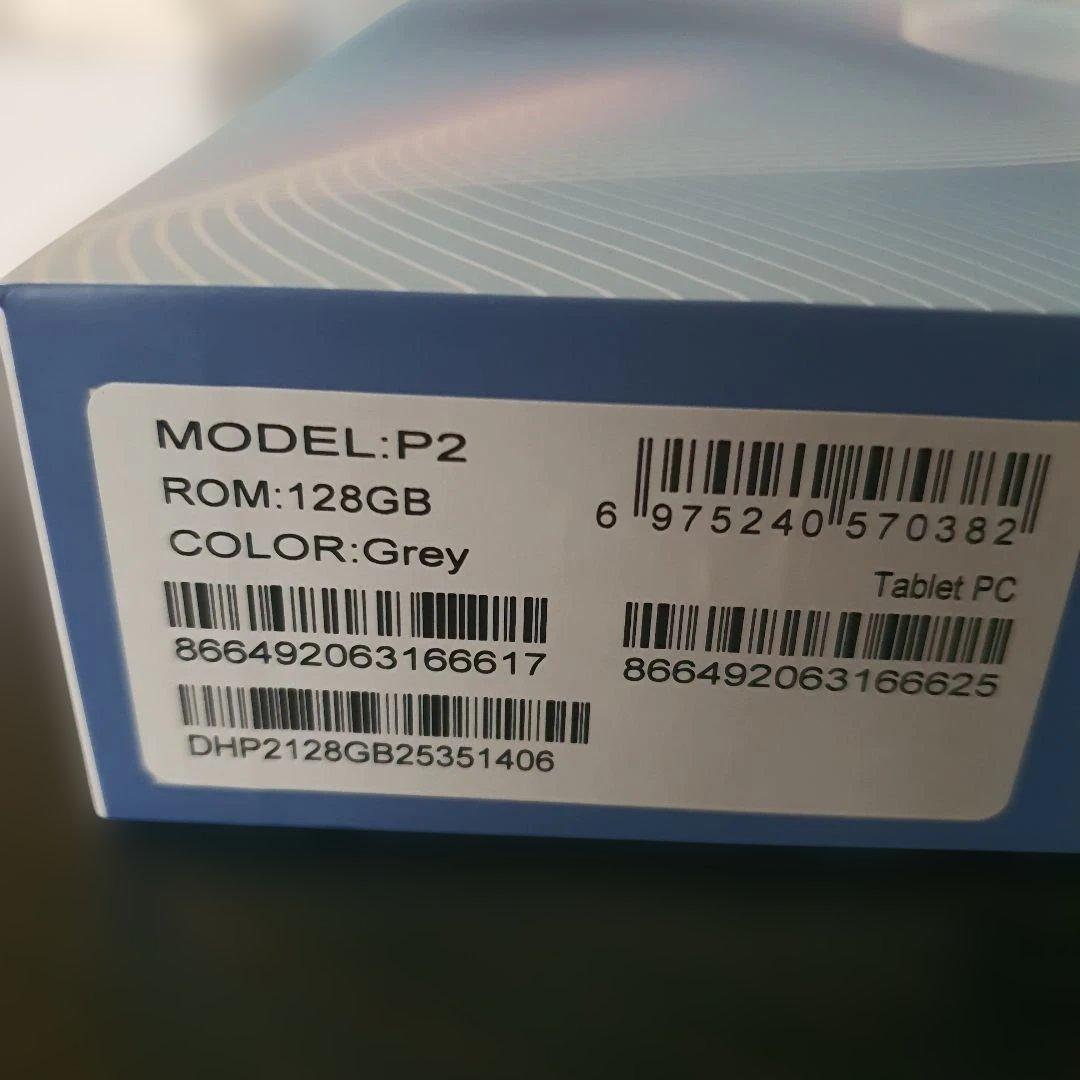 MODEL:P2
ROM:128GB
COLOR:Grey
6 975240 570382
Tablet PC
866492063166617
866492063166625
DHP2128GB25351406